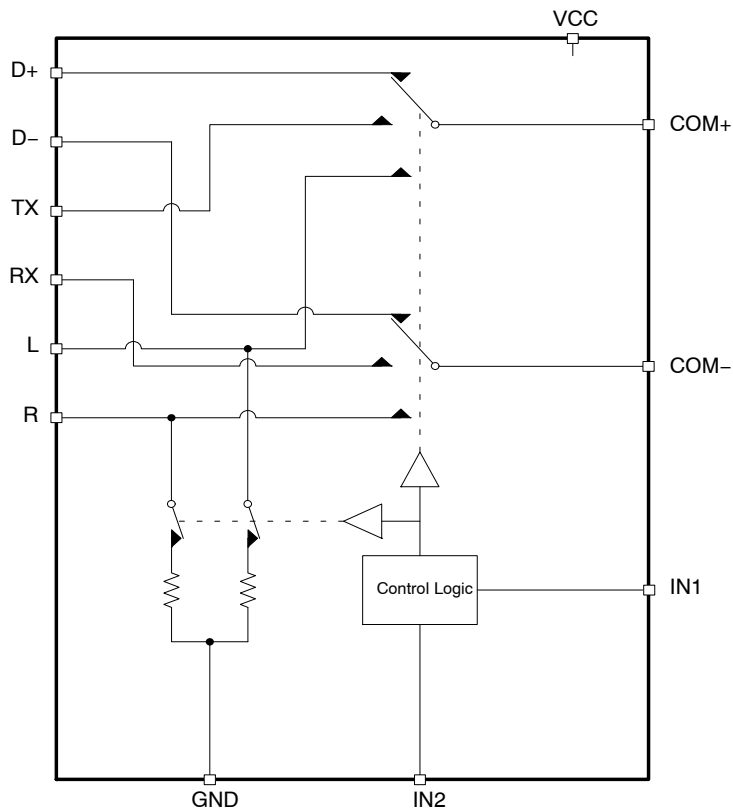 VCC
D+
COM+
D−
TX
RX
L
COM−
R
Control Logic
IN1
GND
IN2